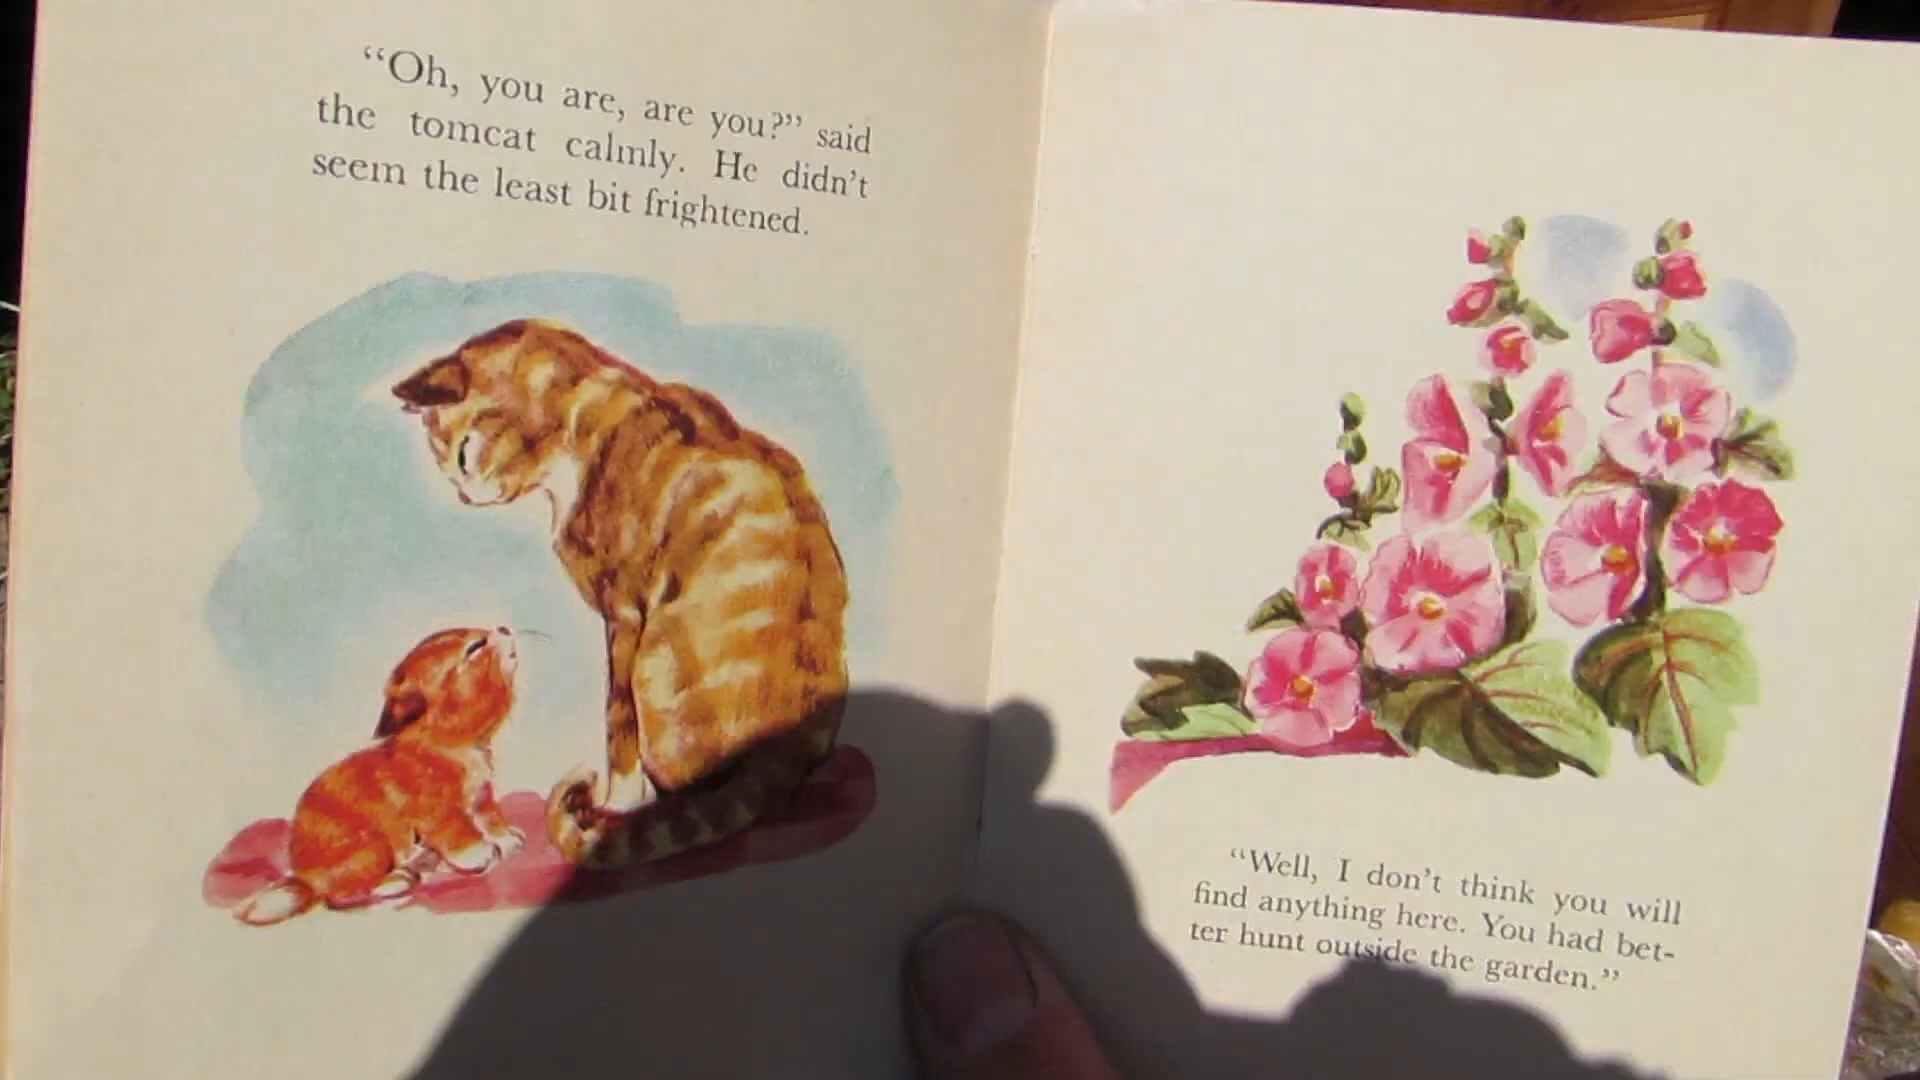 “Oh, you are, are you?” said
the tomcat calmly. He didn’t
seem the least bit frightened.
“Well, I don’t think you will
find anything here. You had bet-
ter hunt outside the garden.”